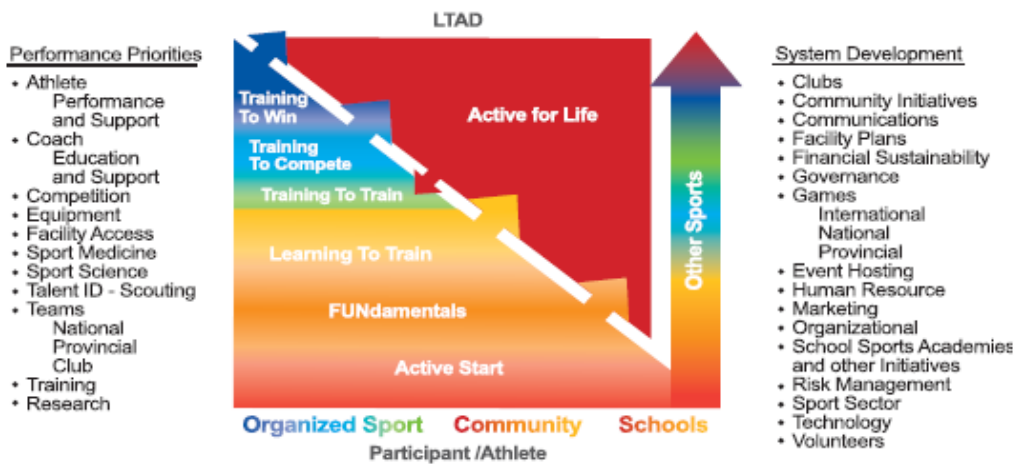 LTAD
Performance Priorities
• Athlete
Performance
and Support
• Coach
Education
and Support
• Competition
• Equipment
• Facility Access
• Sport Medicine
• Sport Science
• Talent ID - Scouting
• Teams
National
Provincial
Club
• Training
• Research
Training
To Win
Training
To Compete
Training To Train
Learning To Train
FUNdamentals
Active Start
Active for Life
Other Sports
Organized Sport
Community
Schools
Participant /Athlete
System Development
• Clubs
• Community Initiatives
• Communications
• Facility Plans
• Financial Sustainability
• Governance
• Games
International
National
Provincial
• Event Hosting
• Human Resource
• Marketing
• Organizational
• School Sports Academies
and other Initiatives
• Risk Management
• Sport Sector
• Technology
• Volunteers